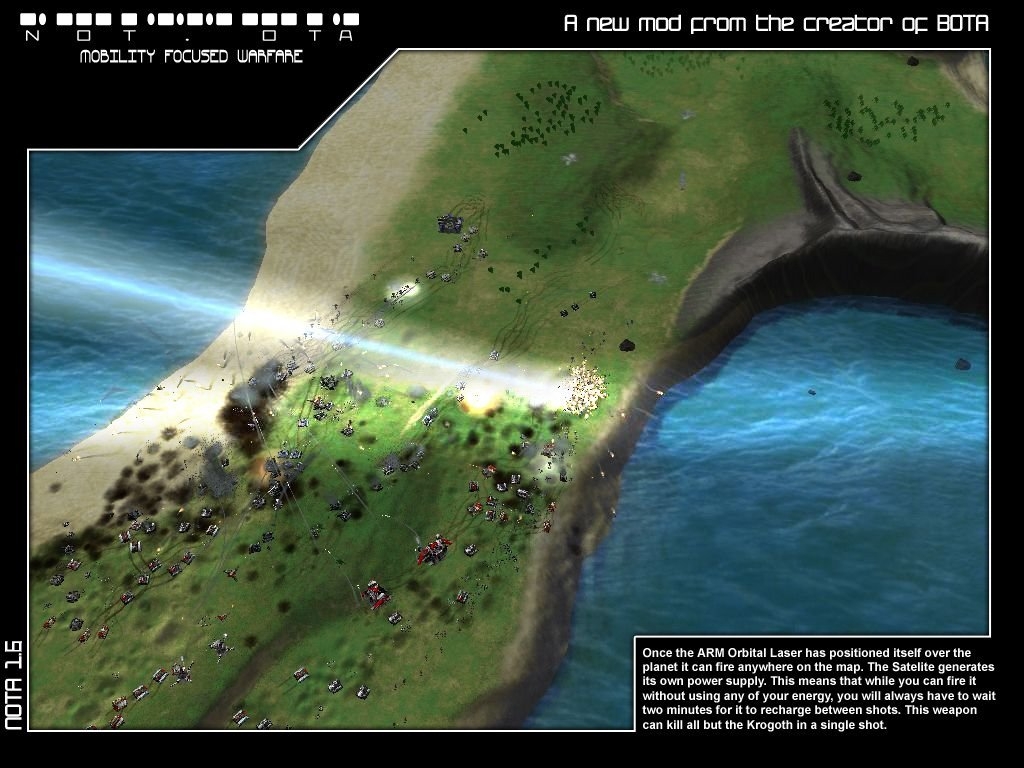 NOT. OTA
MOBILITY FOCUSED WARFARE
A new mod from the creator of BOTA
NOTA 1.6
Once the ARM Orbital Laser has positioned itself over the
planet it can fire anywhere on the map. The Satelite generates
its own power supply. This means that while you can fire it
without using any of your energy, you will always have to wait
two minutes for it to recharge between shots. This weapon
can kill all but the Krogoth in a single shot.